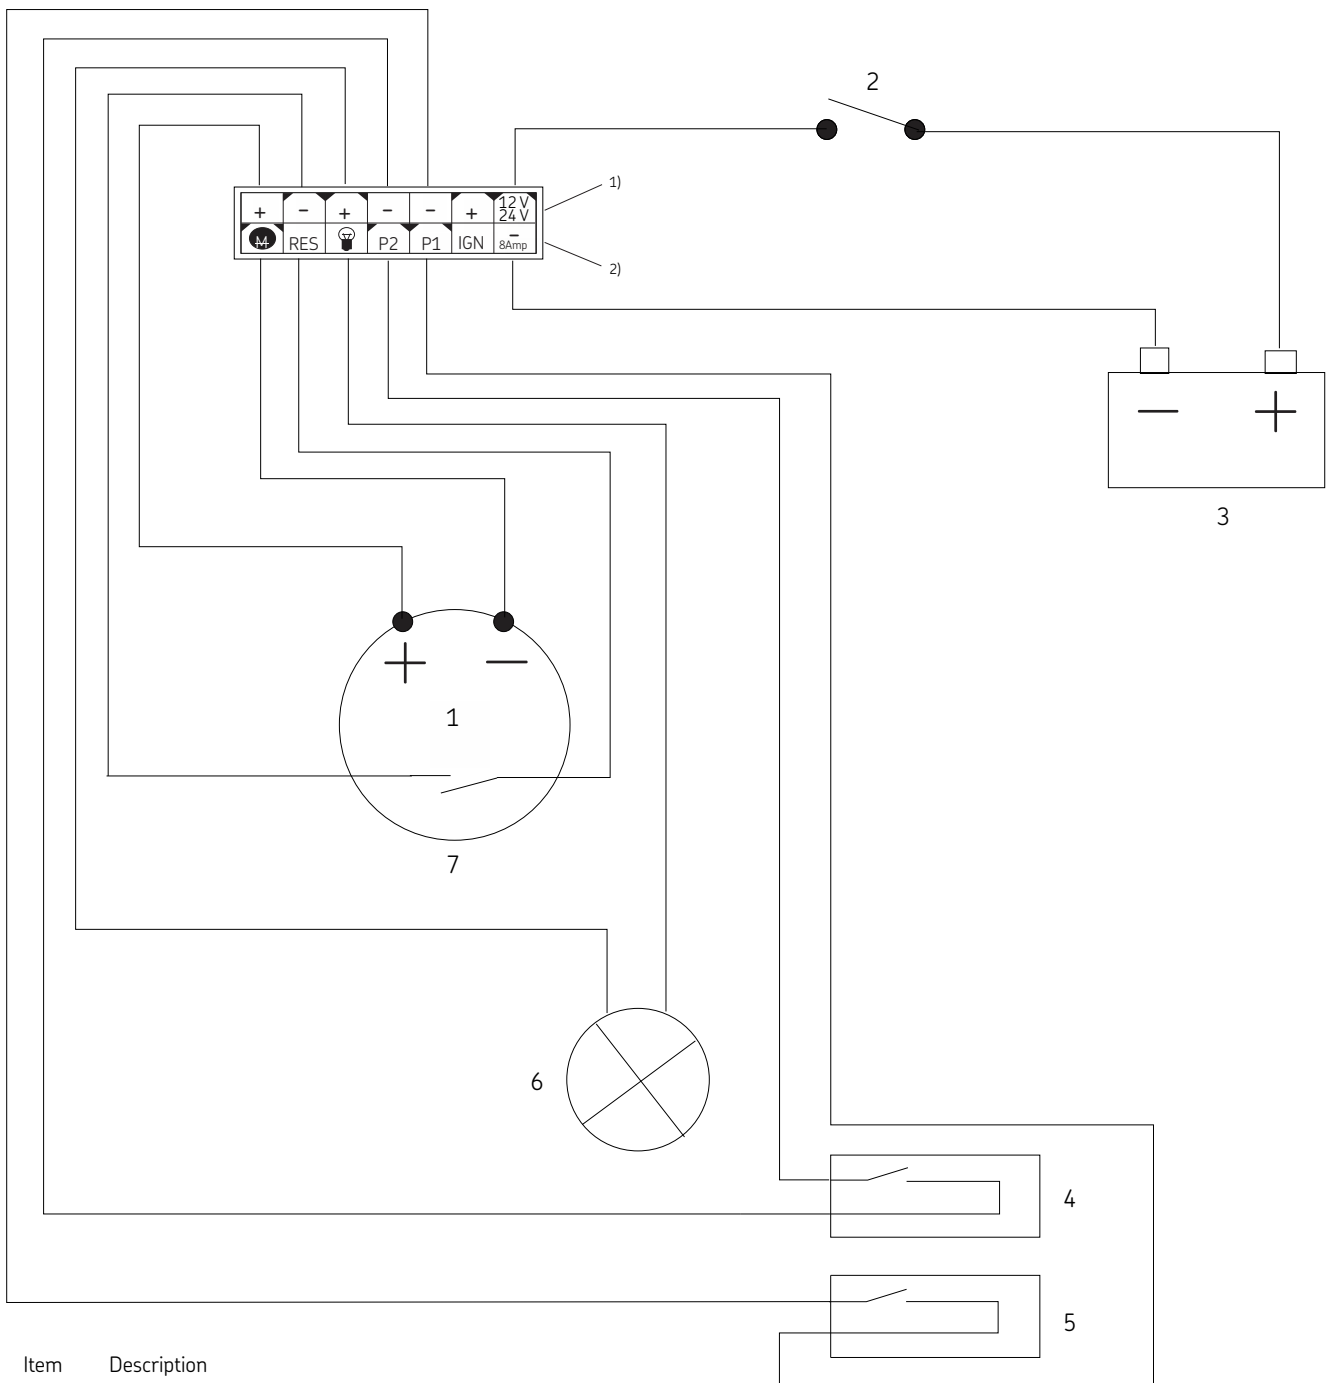 2
1)
+ − + − − + 12 V
24 V
M RES P2 P1 IGN −
8Amp
2)
− +
3
+ −
1
7
6
4
5
Item Description